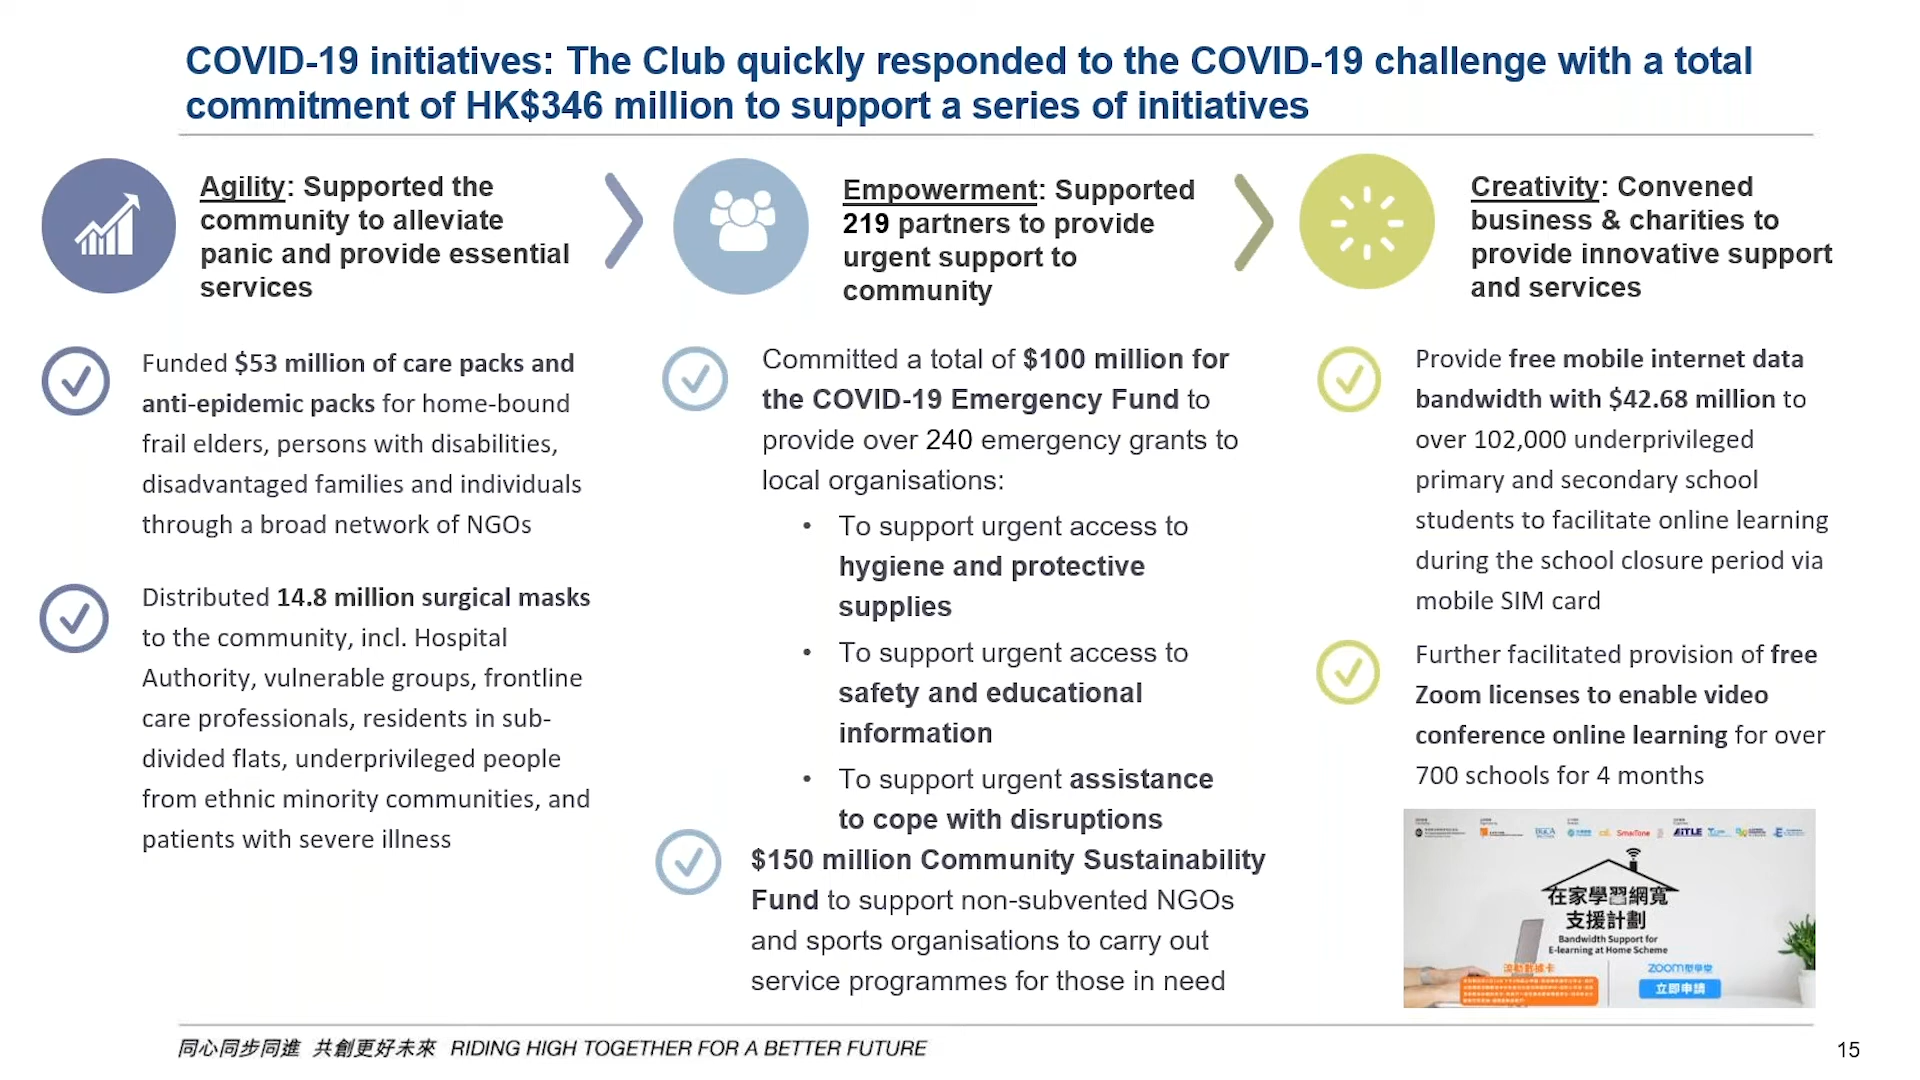 COVID-19 initiatives: The Club quickly responded to the COVID-19 challenge with a total
commitment of HK$346 million to support a series of initiatives
Agility: Supported the
community to alleviate
panic and provide essential
services
Empowerment: Supported
219 partners to provide
urgent support to
community
Creativity: Convened
business & charities to
provide innovative support
and services
Funded $53 million of care packs and
anti-epidemic packs for home-bound
frail elders, persons with disabilities,
disadvantaged families and individuals
through a broad network of NGOs
Distributed 14.8 million surgical masks
to the community, incl. Hospital
Authority, vulnerable groups, frontline
care professionals, residents in sub-
divided flats, underprivileged people
from ethnic minority communities, and
patients with severe illness
Committed a total of $100 million for
the COVID-19 Emergency Fund to
provide over 240 emergency grants to
local organisations:
• To support urgent access to
hygiene and protective
supplies
• To support urgent access to
safety and educational
information
• To support urgent assistance
to cope with disruptions
$150 million Community Sustainability
Fund to support non-subvented NGOs
and sports organisations to carry out
service programmes for those in need
Provide free mobile internet data
bandwidth with $42.68 million to
over 102,000 underprivileged
primary and secondary school
students to facilitate online learning
during the school closure period via
mobile SIM card
Further facilitated provision of free
Zoom licenses to enable video
conference online learning for over
700 schools for 4 months
SmarTone
AiTLE
在家學習網寬
支援計劃
Bandwidth Support for
E-learning at Home Scheme
流動數據卡
zoom型學堂
立即申請
同心同步同進 共創更好未來 RIDING HIGH TOGETHER FOR A BETTER FUTURE
15